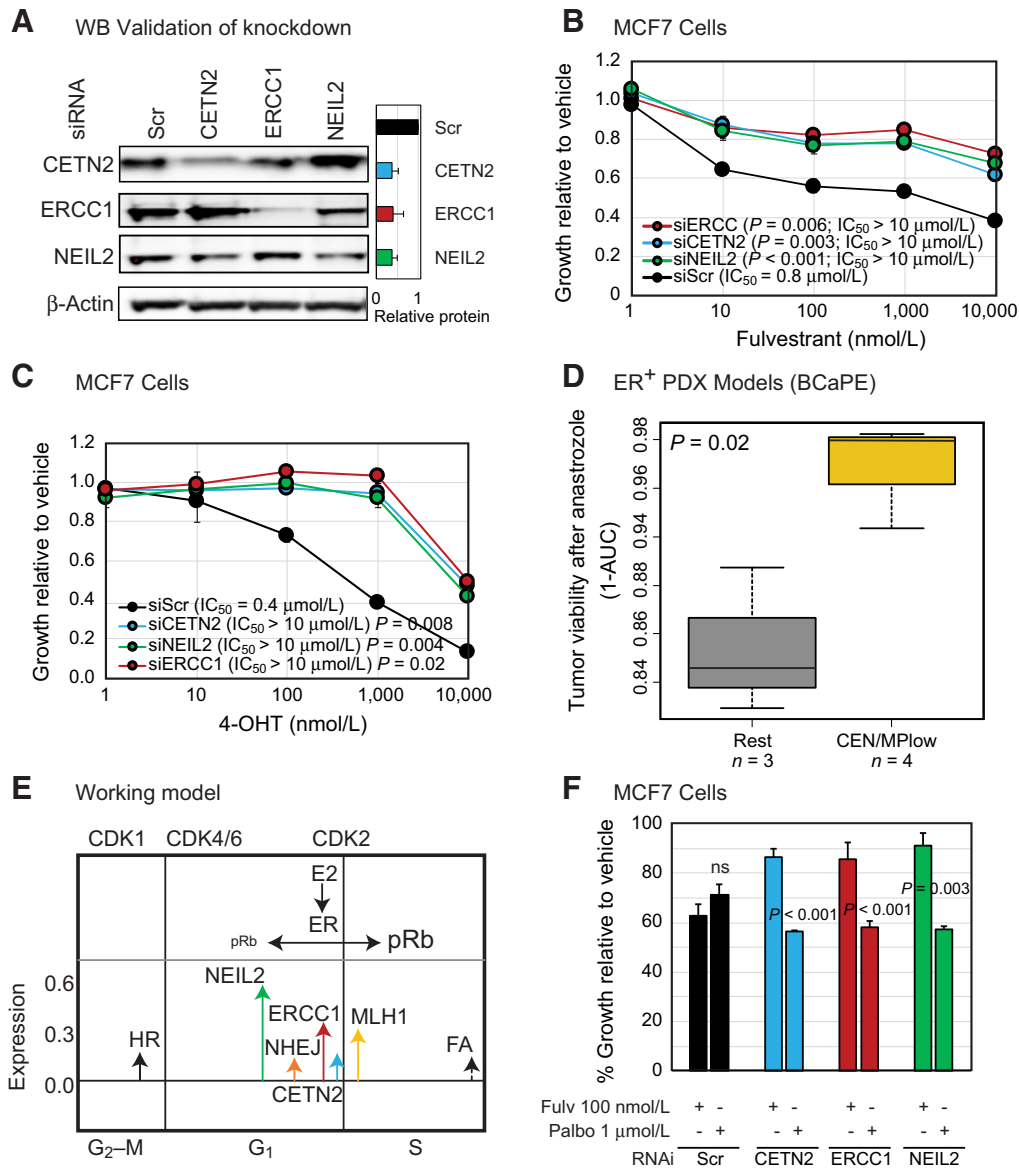 A WB Validation of knockdown
siRNA Scr CETN2 ERCC1 NEIL2
CETN2
ERCC1
NEIL2
β-Actin
Scr
CETN2
ERCC1
NEIL2
0 1
Relative protein
B MCF7 Cells
Growth relative to vehicle
1.2
1.0
0.8
0.6
0.4
0.2
0
siERCC (P = 0.006; IC50 > 10 μmol/L)
siCETN2 (P = 0.003; IC50 > 10 μmol/L)
siNEIL2 (P < 0.001; IC50 > 10 μmol/L)
siScr (IC50 = 0.8 μmol/L)
1 10 100 1,000 10,000
Fulvestrant (nmol/L)
C MCF7 Cells
Growth relative to vehicle
1.2
1.0
0.8
0.6
0.4
0.2
0.0
siScr (IC50 = 0.4 μmol/L)
siCETN2 (IC50 > 10 μmol/L) P = 0.008
siNEIL2 (IC50 > 10 μmol/L) P = 0.004
siERCC1 (IC50 > 10 μmol/L) P = 0.02
1 10 100 1,000 10,000
4-OHT (nmol/L)
D ER+ PDX Models (BCaPE)
Tumor viability after anastrozole
(1-AUC)
0.98
0.96
0.94
0.88
0.86
0.84
P = 0.02
Rest
n = 3
CEN/MPlow
n = 4
E Working model
CDK1 CDK4/6 CDK2
E2
ER
pRb pRb
Expression
0.6
0.3
0.0
HR
NEIL2
NHEJ
ERCC1
CETN2
MLH1
FA
G2–M G1 S
F MCF7 Cells
% Growth relative to vehicle
100
80
60
40
20
0
ns
P < 0.001
P < 0.001
P = 0.003
Fulv 100 nmol/L + - + - + - + -
Palbo 1 μmol/L - + - + - + - +
RNAi Scr CETN2 ERCC1 NEIL2